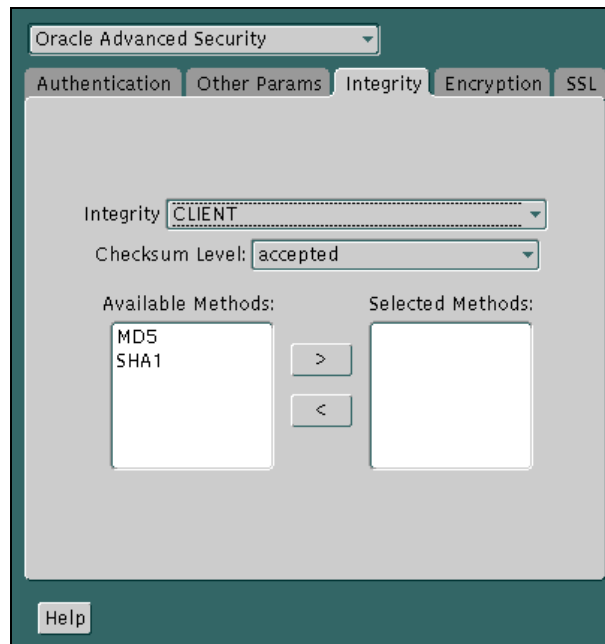 Oracle Advanced Security
Authentication Other Params Integrity Encryption SSL
Integrity CLIENT
Checksum Level: accepted
Available Methods: Selected Methods:
MD5
SHA1
>
<
Help